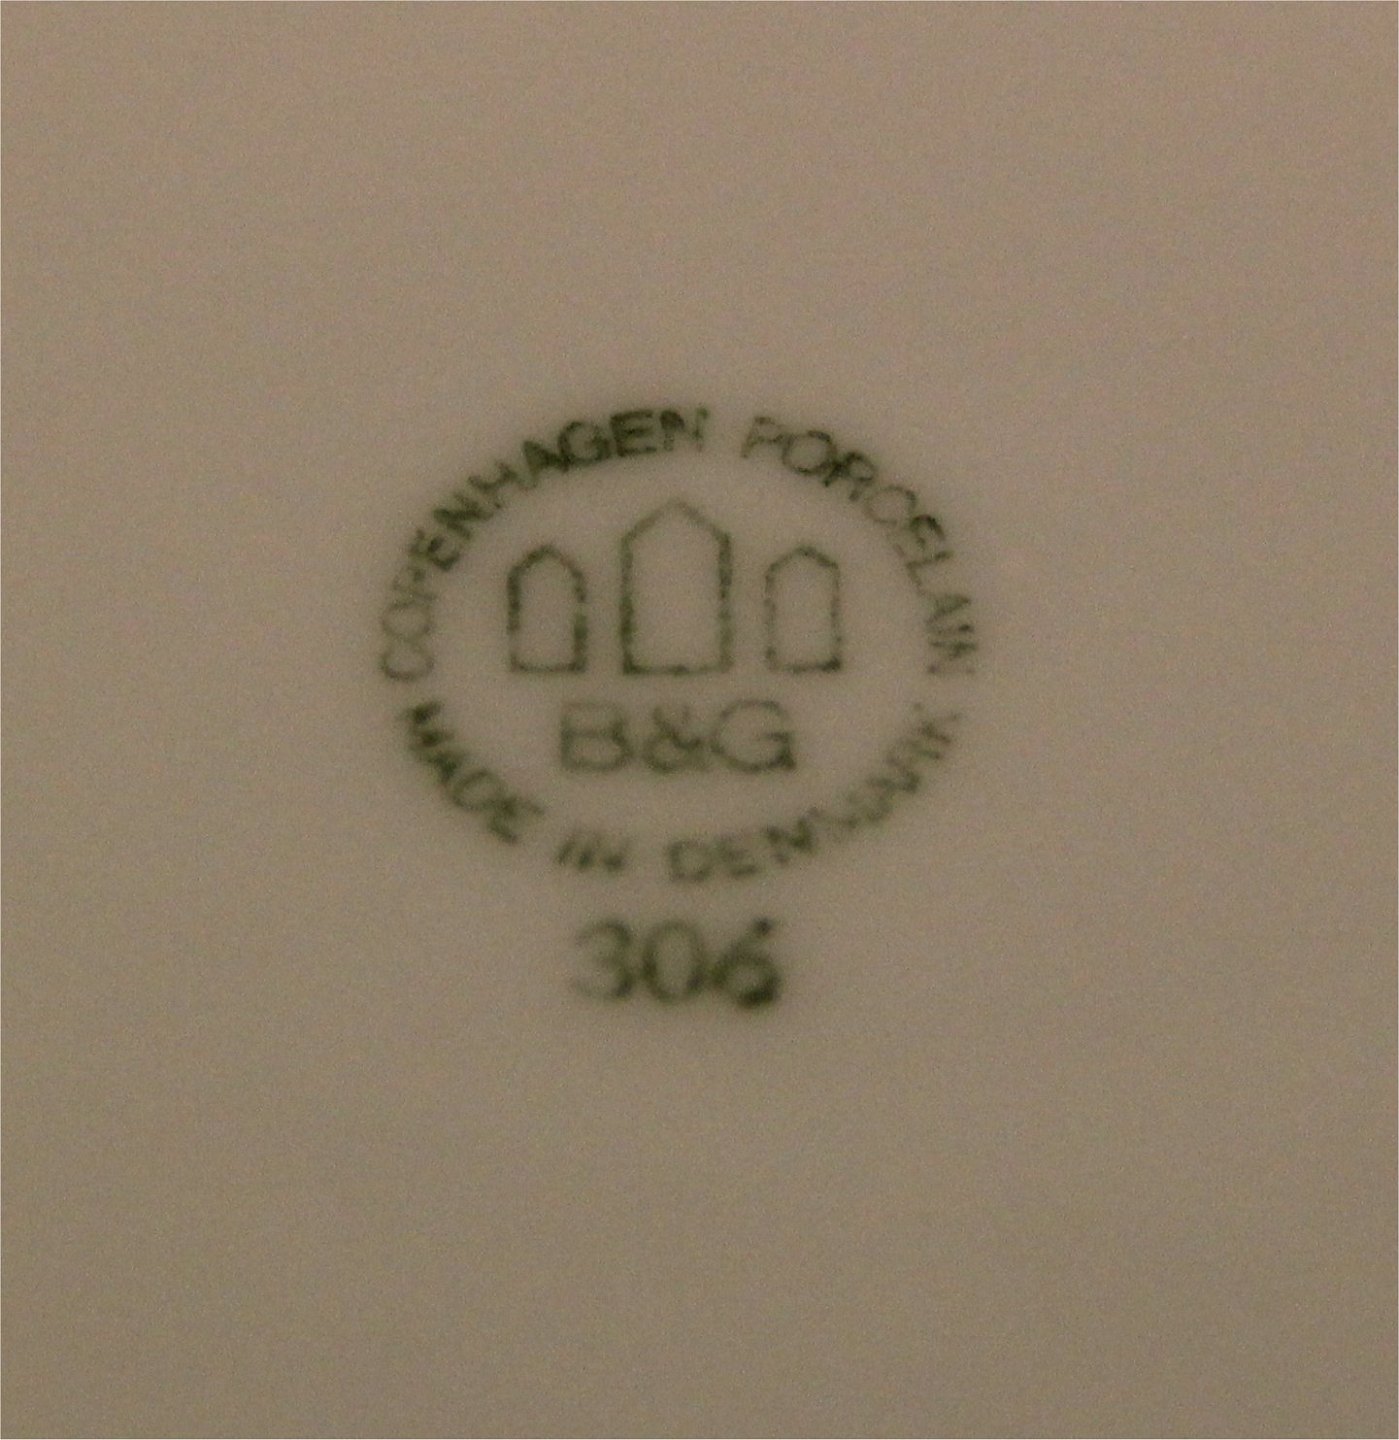 COPENHAGEN PORCELAIN
B&G
MADE IN DENMARK
306